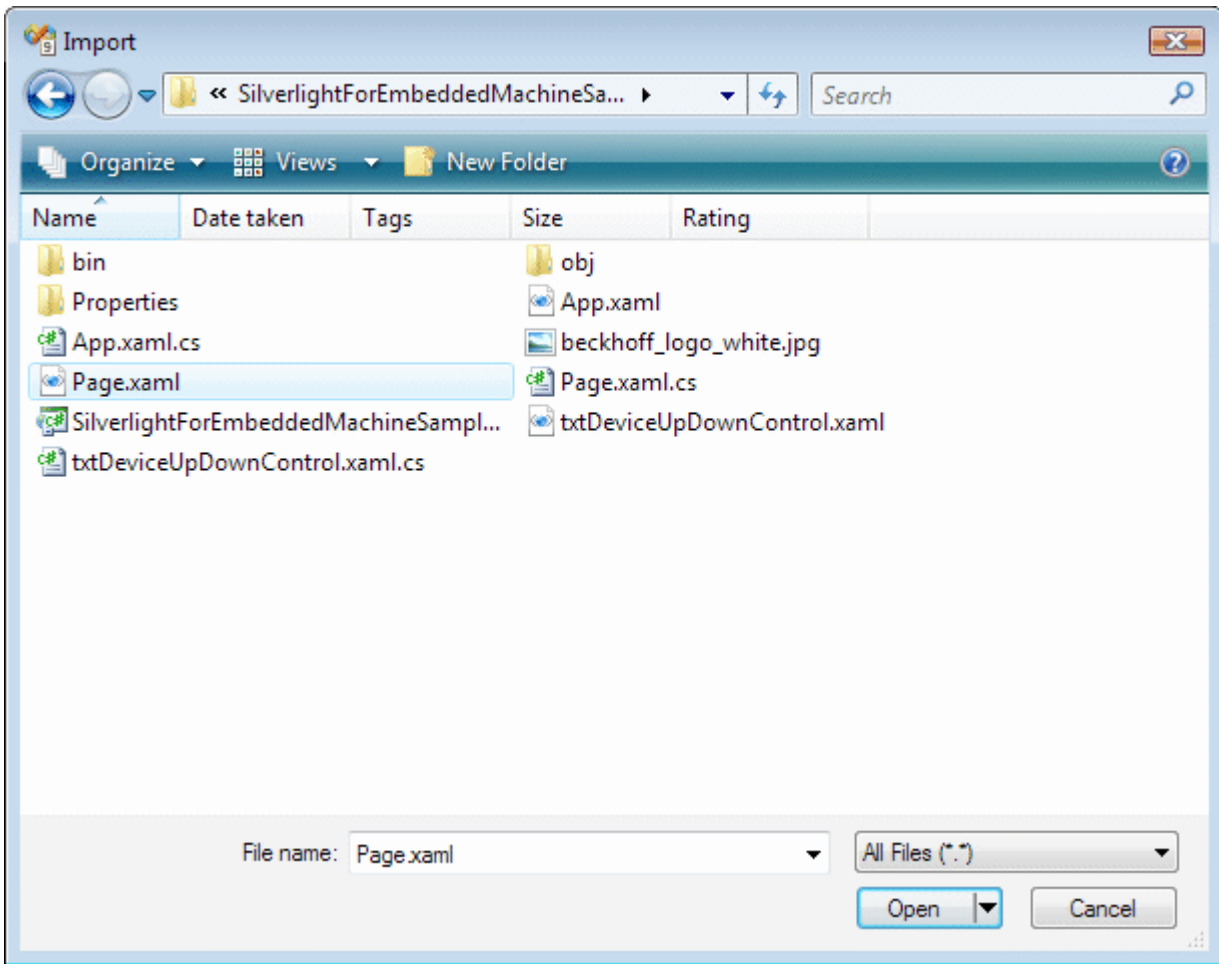 Import
« SilverlightForEmbeddedMachineSa... Search
Organize Views New Folder
Name Date taken Tags Size Rating
bin obj
Properties App.xaml
App.xaml.cs beckhoff_logo_white.jpg
Page.xaml Page.xaml.cs
SilverlightForEmbeddedMachineSampl... txtDeviceUpDownControl.xaml
txtDeviceUpDownControl.xaml.cs
File name: Page.xaml All Files (*.*)
Open Cancel